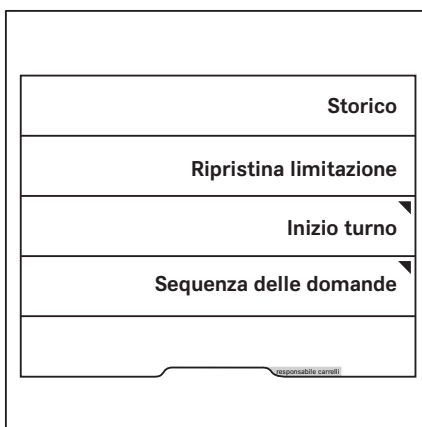 Storico
Ripristina limitazione
Inizio turno
Sequenza delle domande
responsabile carrelli